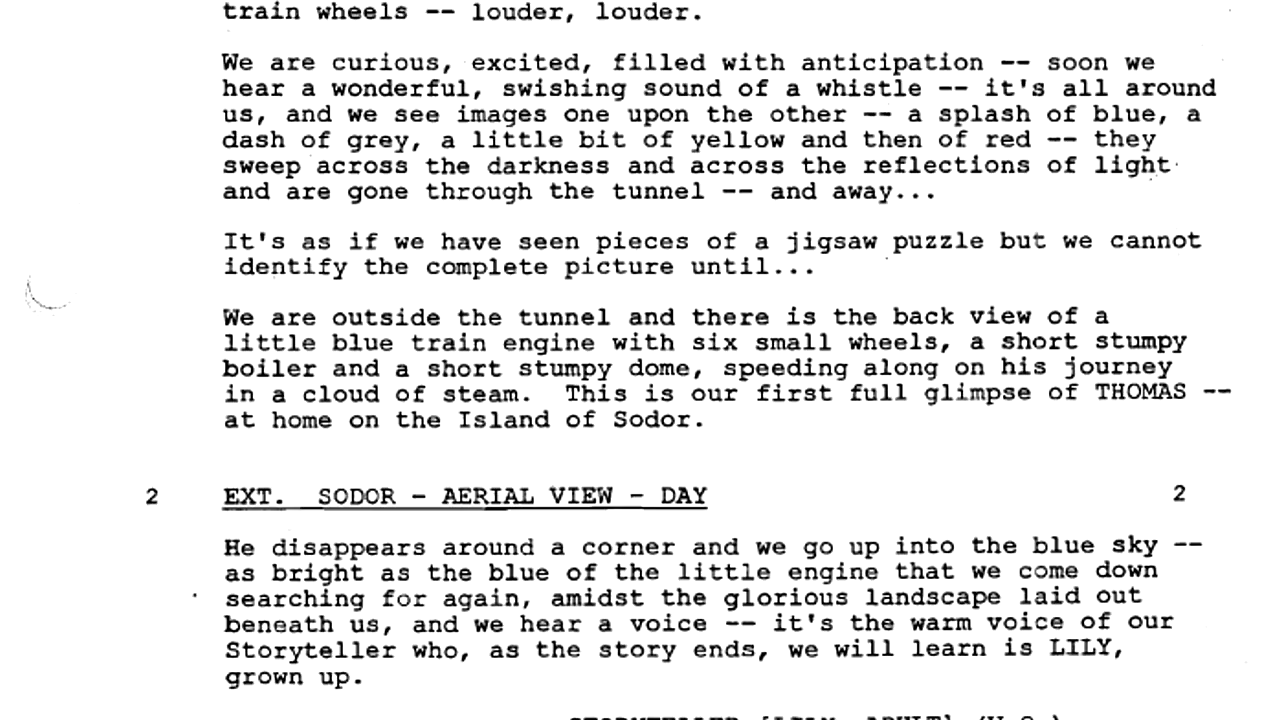 train wheels -- louder, louder.
We are curious, excited, filled with anticipation -- soon we
hear a wonderful, swishing sound of a whistle -- it's all around
us, and we see images one upon the other -- a splash of blue, a
dash of grey, a little bit of yellow and then of red -- they
sweep across the darkness and across the reflections of light
and are gone through the tunnel -- and away...
It's as if we have seen pieces of a jigsaw puzzle but we cannot
identify the complete picture until...
We are outside the tunnel and there is the back view of a
little blue train engine with six small wheels, a short stumpy
boiler and a short stumpy dome, speeding along on his journey
in a cloud of steam.  This is our first full glimpse of THOMAS --
at home on the Island of Sodor.
2 EXT.  SODOR - AERIAL VIEW - DAY 2
He disappears around a corner and we go up into the blue sky --
as bright as the blue of the little engine that we come down
searching for again, amidst the glorious landscape laid out
beneath us, and we hear a voice -- it's the warm voice of our
Storyteller who, as the story ends, we will learn is LILY,
grown up.